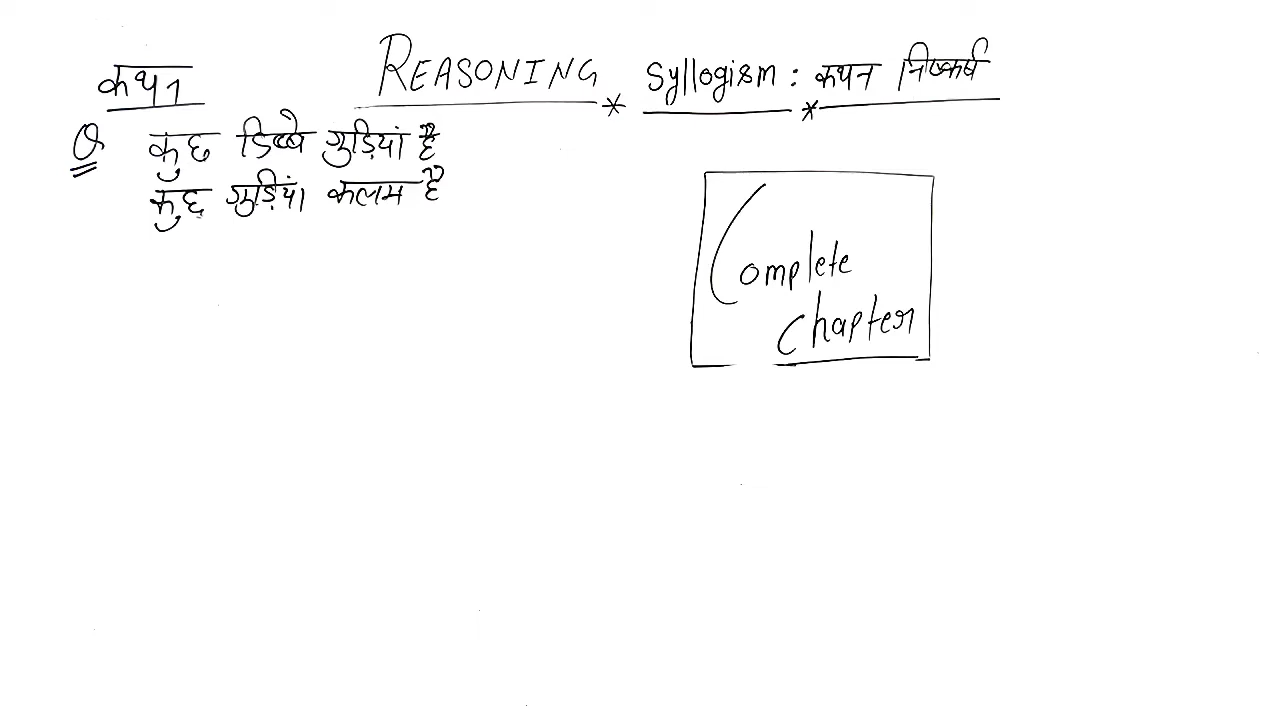 REASONING Syllogism : कथन निष्कर्ष
कथन
Q कुछ डिब्बे गुड़ियां है
कुछ गुड़ियां कलम है
Complete
Chapter